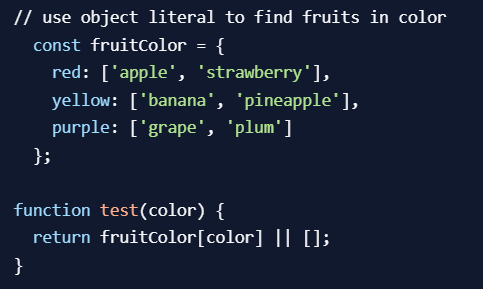 // use object literal to find fruits in color
  const fruitColor = {
    red: ['apple', 'strawberry'],
    yellow: ['banana', 'pineapple'],
    purple: ['grape', 'plum']
  };

function test(color) {
  return fruitColor[color] || [];
}